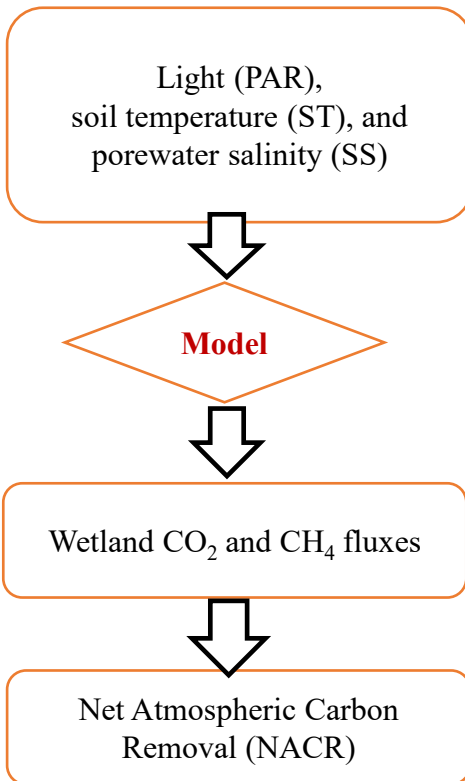 Light (PAR),
soil temperature (ST), and
porewater salinity (SS)
Model
Wetland CO₂ and CH₄ fluxes
Net Atmospheric Carbon
Removal (NACR)